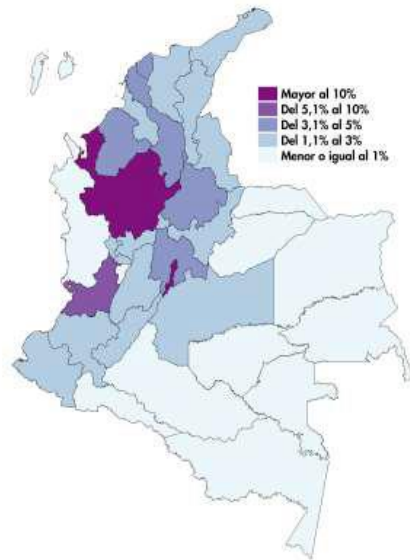 Mayor al 10%
Del 5,1% al 10%
Del 3,1% al 5%
Del 1,1% al 3%
Menor o igual al 1%